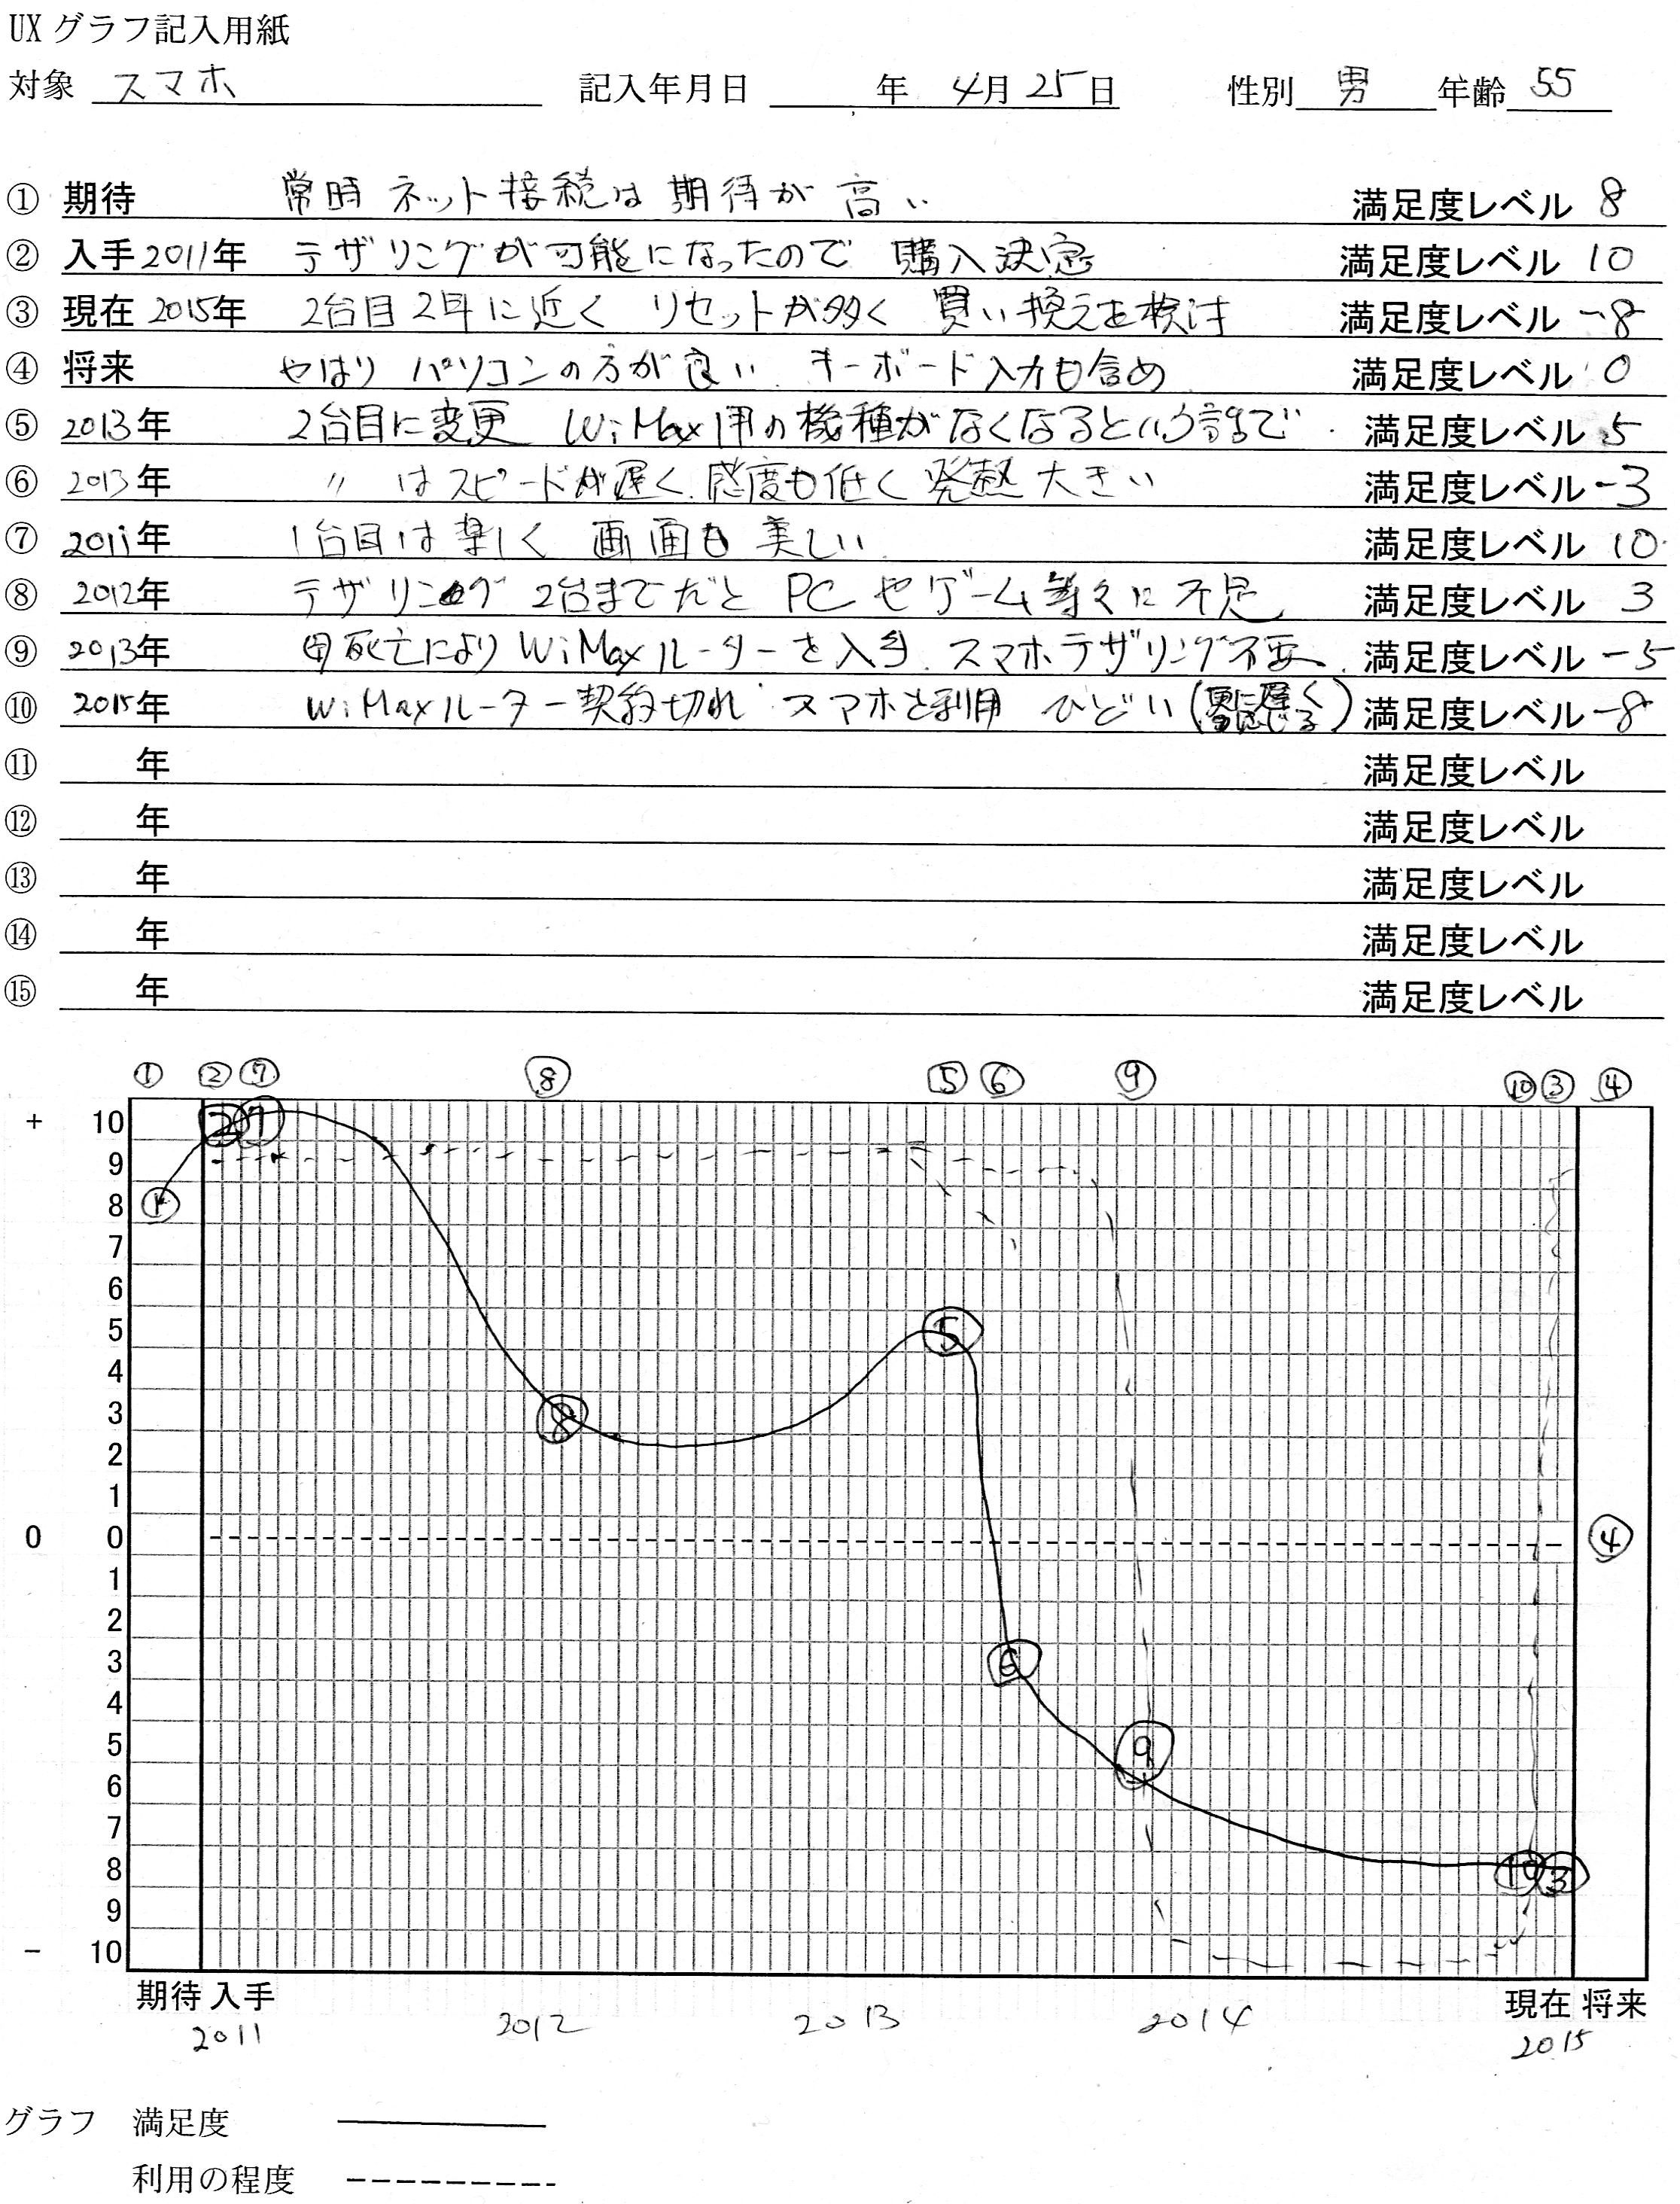 UXグラフ記入用紙
対象 スマホ 記入年月日 年 4月25日 性別 男 年齢 55
① 期待 常時ネット接続は期待が高い 満足度レベル 8
② 入手2011年 テザリングが可能になったので 購入決定 満足度レベル 10
③ 現在 2015年 2台目2年に近く リセットが多く 買い換えを検討 満足度レベル -8
④ 将来 やはり パソコンの方が良い. キーボード入力も含め 満足度レベル 0
⑤ 2013年 2台目に変更 WiMax用の機種がなくなるという話で 満足度レベル 5
⑥ 2013年 〃 はスピードが遅く. 感度も低く 発熱大きい 満足度レベル -3
⑦ 2011年 1台目は楽しく 画面も美しい 満足度レベル 10
⑧ 2012年 テザリング 2台までだと PCやゲーム等々に不足 満足度レベル 3
⑨ 2013年 死亡により WiMaxルーターを入手. スマホテザリング不要. 満足度レベル -5
⑩ 2015年 WiMaxルーター契約切れ スマホを利用 ひどい (更に遅く感じる) 満足度レベル -8
⑪ 年 満足度レベル
⑫ 年 満足度レベル
⑬ 年 満足度レベル
⑭ 年 満足度レベル
⑮ 年 満足度レベル
① ② ⑦ ⑧ ⑤ ⑥ ⑨ ⑩ ③ ④
+ 10 ② ⑦
9
8 ①
7
6
5 ⑤
4
3 ⑧
2
1
0 0 ④
1
2
3 ⑥
4
5 ⑨
6
7
8 ⑩ ③
9
- 10
期待 入手 現在 将来
2011 2012 2013 2014 2015
グラフ 満足度
利用の程度